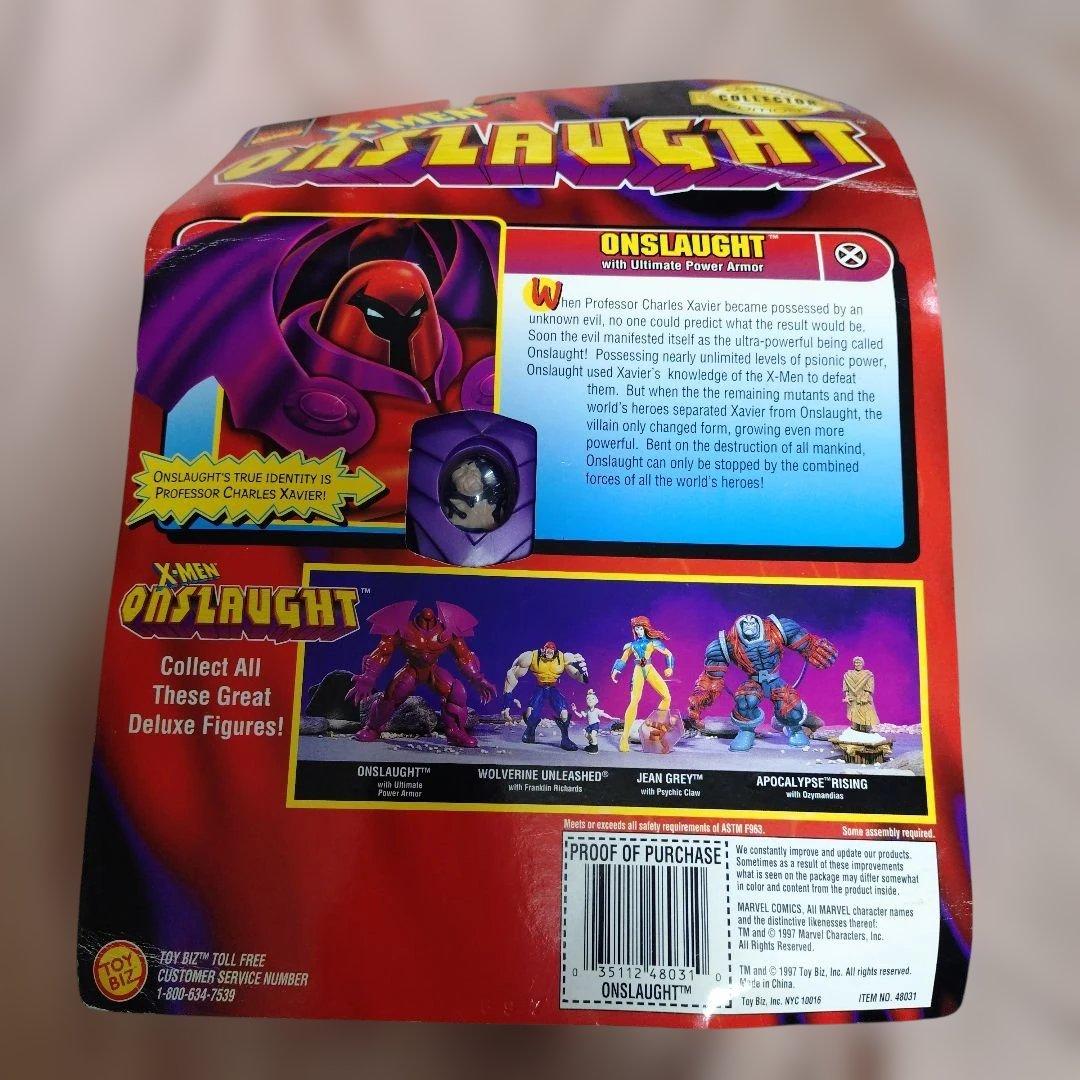 COLLECTOR
X-MEN
ONSLAUGHT
ONSLAUGHT™
with Ultimate Power Armor
When Professor Charles Xavier became possessed by an
unknown evil, no one could predict what the result would be.
Soon the evil manifested itself as the ultra-powerful being called
Onslaught! Possessing nearly unlimited levels of psionic power,
Onslaught used Xavier's knowledge of the X-Men to defeat
them. But when the the remaining mutants and the
world's heroes separated Xavier from Onslaught, the
villain only changed form, growing even more
powerful. Bent on the destruction of all mankind,
Onslaught can only be stopped by the combined
forces of all the world's heroes!
ONSLAUGHT'S TRUE IDENTITY IS
PROFESSOR CHARLES XAVIER!
X-MEN
ONSLAUGHT™
Collect All
These Great
Deluxe Figures!
ONSLAUGHT™
with Ultimate
Power Armor
WOLVERINE UNLEASHED®
with Franklin Richards
JEAN GREY™
with Psychic Claw
APOCALYPSE™ RISING
with Ozymandias
Meets or exceeds all safety requirements of ASTM F963.
Some assembly required.
PROOF OF PURCHASE
0 35112 48031 0
ONSLAUGHT™
We constantly improve and update our products.
Sometimes as a result of these improvements
what is seen on the package may differ somewhat
in color and content from the product inside.
MARVEL COMICS, All MARVEL character names
and the distinctive likenesses thereof:
TM and © 1997 Marvel Characters, Inc.
All Rights Reserved.
TM and © 1997 Toy Biz, Inc. All rights reserved.
Made in China.
Toy Biz, Inc. NYC 10016
ITEM NO. 48031
TOY
BIZ
TOY BIZ™ TOLL FREE
CUSTOMER SERVICE NUMBER
1-800-634-7539